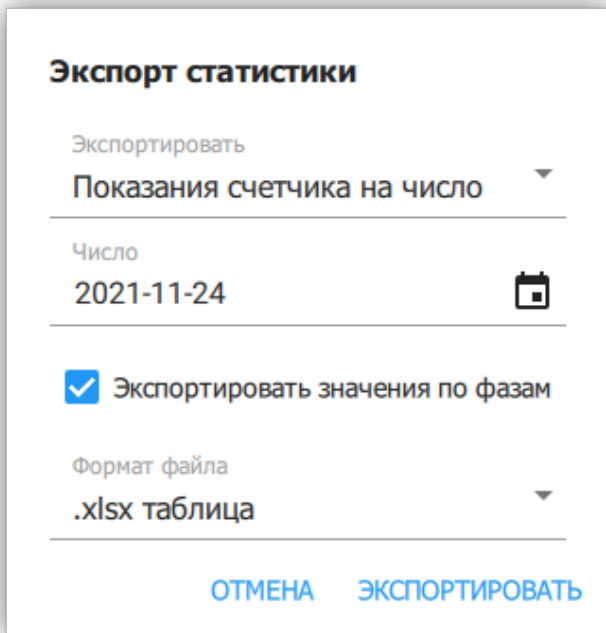 Экспорт статистики
Экспортировать
Показания счетчика на число
Число
2021-11-24
Экспортировать значения по фазам
Формат файла
.xlsx таблица
ОТМЕНА ЭКСПОРТИРОВАТЬ